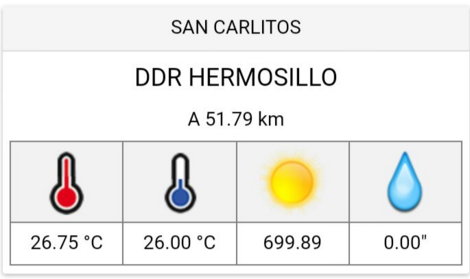 SAN CARLITOS
DDR HERMOSILLO
A 51.79 km
26.75 °C 26.00 °C 699.89 0.00"